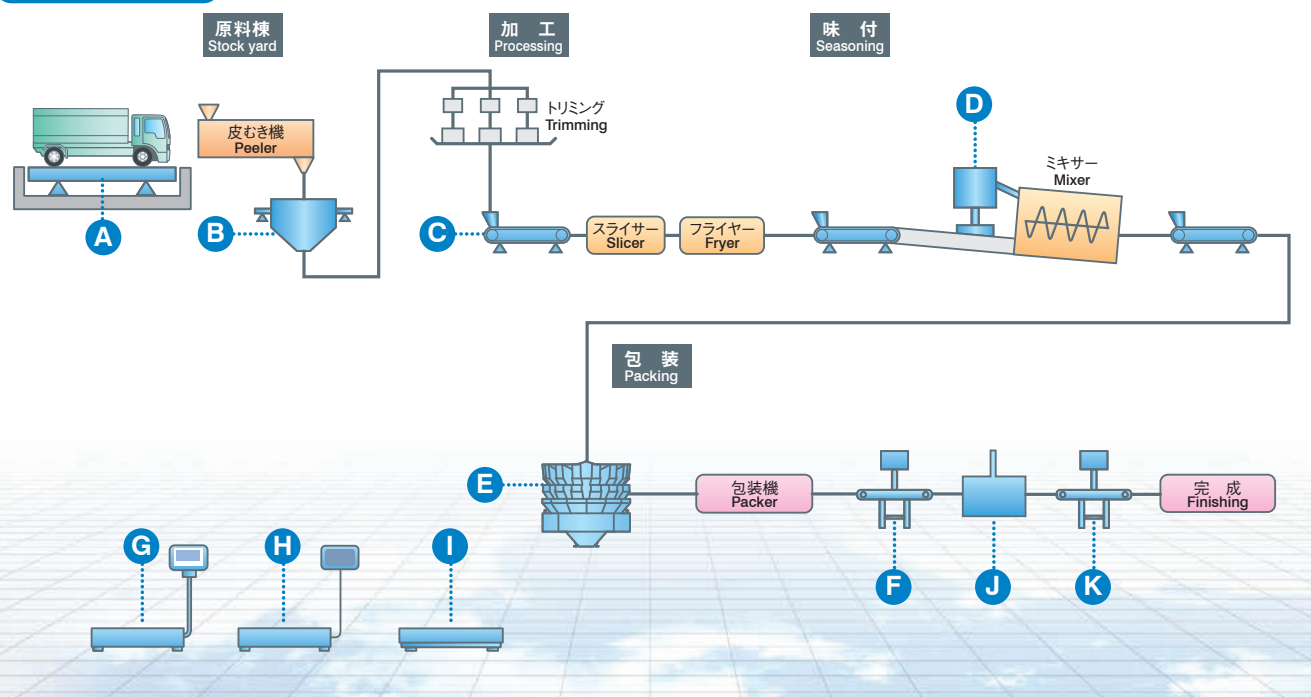 原料棟
Stock yard
加 工
Processing
味 付
Seasoning
皮むき機
Peeler
トリミング
Trimming
D
ミキサー
Mixer
A
B
C
スライサー
Slicer
フライヤー
Fryer
包 装
Packing
E
包装機
Packer
完 成
Finishing
G
H
I
F
J
K